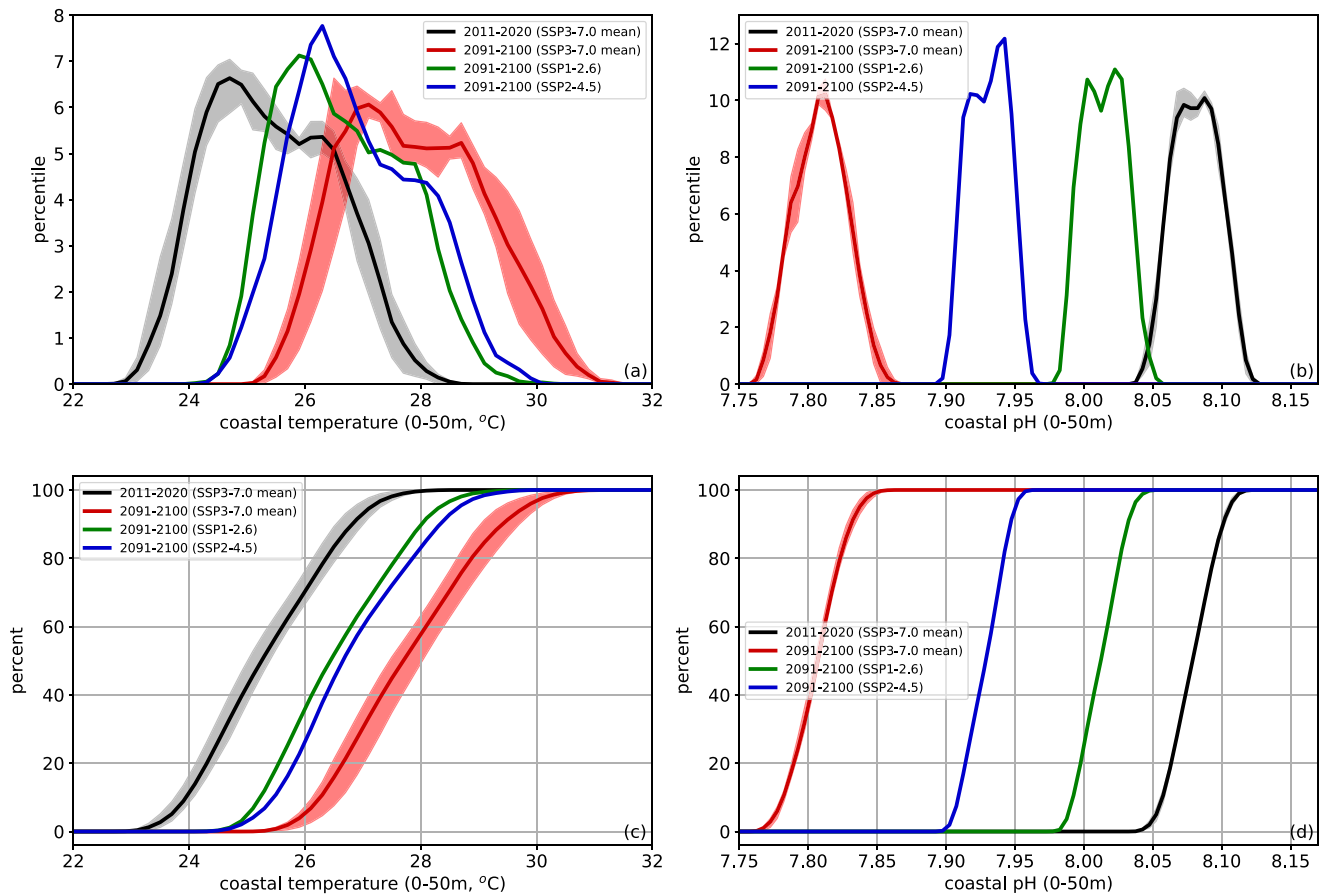 2011-2020 (SSP3-7.0 mean)
2091-2100 (SSP3-7.0 mean)
2091-2100 (SSP1-2.6)
2091-2100 (SSP2-4.5)
percentile
8
7
6
5
4
3
2
1
0
22 24 26 28 30 32
coastal temperature (0-50m, °C)
(a)
2011-2020 (SSP3-7.0 mean)
2091-2100 (SSP3-7.0 mean)
2091-2100 (SSP1-2.6)
2091-2100 (SSP2-4.5)
percentile
12
10
8
6
4
2
0
7.75 7.80 7.85 7.90 7.95 8.00 8.05 8.10 8.15
coastal pH (0-50m)
(b)
2011-2020 (SSP3-7.0 mean)
2091-2100 (SSP3-7.0 mean)
2091-2100 (SSP1-2.6)
2091-2100 (SSP2-4.5)
percent
100
80
60
40
20
0
22 24 26 28 30 32
coastal temperature (0-50m, °C)
(c)
2011-2020 (SSP3-7.0 mean)
2091-2100 (SSP3-7.0 mean)
2091-2100 (SSP1-2.6)
2091-2100 (SSP2-4.5)
percent
100
80
60
40
20
0
7.75 7.80 7.85 7.90 7.95 8.00 8.05 8.10 8.15
coastal pH (0-50m)
(d)